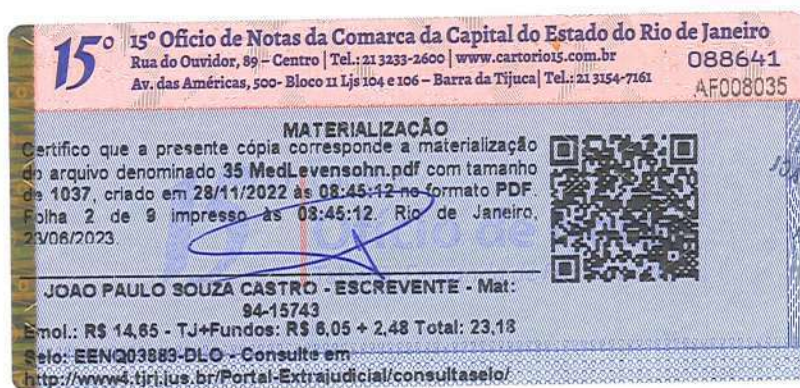 15º 15º Ofício de Notas da Comarca da Capital do Estado do Rio de Janeiro
Rua do Ouvidor, 89 – Centro | Tel.: 21 3233-2600 | www.cartorio15.com.br
Av. das Américas, 500- Bloco 11 Ljs 104 e 106 – Barra da Tijuca | Tel.: 21 3154-7161
088641
AF008035
MATERIALIZAÇÃO
Certifico que a presente cópia corresponde a materialização
do arquivo denominado 35 MedLevensohn.pdf com tamanho
de 1037, criado em 28/11/2022 às 08:45:12 no formato PDF.
Folha 2 de 9 impresso às 08:45:12. Rio de Janeiro,
23/06/2023.
15 Ofício de
JOAO PAULO SOUZA CASTRO - ESCREVENTE - Mat:
94-15743
Emol.: R$ 14,65 - TJ+Fundos: R$ 6,05 + 2,48 Total: 23,18
Selo: EENQ03883-DLO - Consulte em
http://www4.tjrj.jus.br/Portal-Extrajudicial/consultaselo/